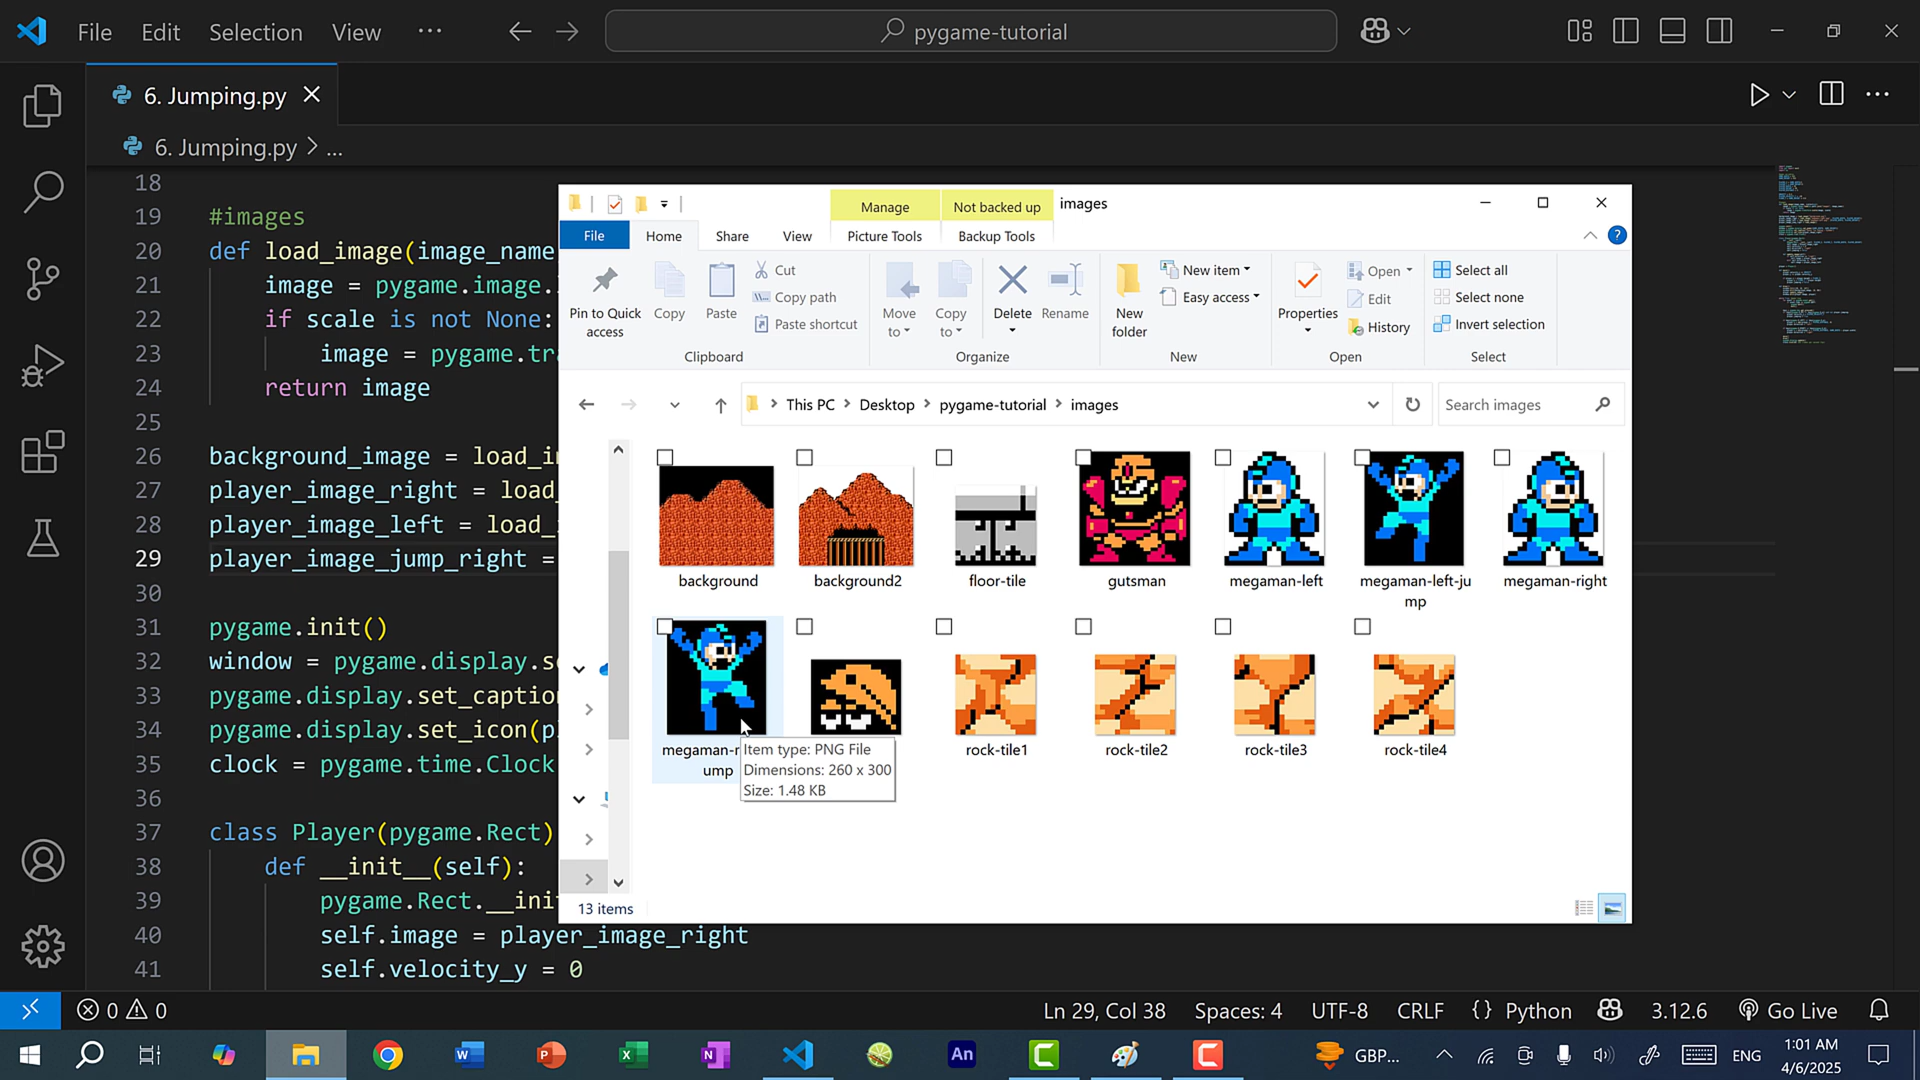 File Edit Selection View ··· pygame-tutorial
6. Jumping.py
6. Jumping.py > ...
18
19 #images
20 def load_image(image_name
21 image = pygame.image.
22 if scale is not None:
23 image = pygame.tra
24 return image
25
26 background_image = load_i
27 player_image_right = load_
28 player_image_left = load_
29 player_image_jump_right =
30
31 pygame.init()
32 window = pygame.display.s
33 pygame.display.set_caption
34 pygame.display.set_icon(p
35 clock = pygame.time.Clock
36
37 class Player(pygame.Rect)
38 def __init__(self):
39 pygame.Rect.__init
40 self.image = player_image_right
41 self.velocity_y = 0
Manage Not backed up images
File Home Share View Picture Tools Backup Tools
Pin to Quick access
Copy
Paste
Cut
Copy path
Paste shortcut
Clipboard
Move to
Copy to
Delete
Rename
Organize
New folder
New item
Easy access
New
Properties
Open
Edit
History
Open
Select all
Select none
Invert selection
Select
This PC > Desktop > pygame-tutorial > images
Search images
background background2 floor-tile gutsman megaman-left megaman-left-ju megaman-right
mp
megaman-r rock-tile1 rock-tile2 rock-tile3 rock-tile4
ump
Item type: PNG File
Dimensions: 260 x 300
Size: 1.48 KB
13 items
0 0 Ln 29, Col 38 Spaces: 4 UTF-8 CRLF {} Python 3.12.6 Go Live
An GBP... ENG 1:01 AM
4/6/2025